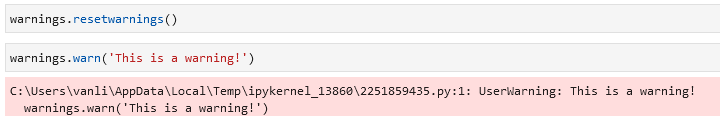 warnings.resetwarnings()
warnings.warn('This is a warning!')
C:\Users\vanli\AppData\Local\Temp\ipykernel_13860\2251859435.py:1: UserWarning: This is a warning!
  warnings.warn('This is a warning!')